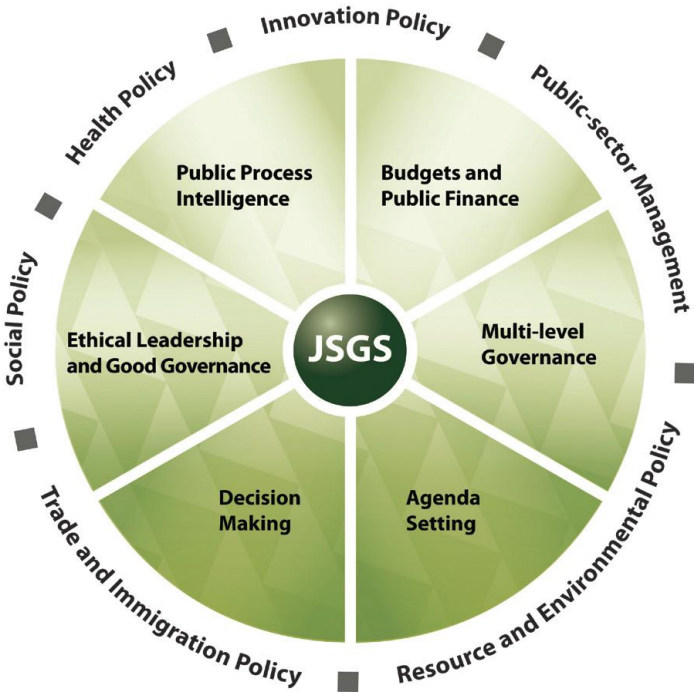 Innovation Policy
Public-sector Management
Resource and Environmental Policy
Trade and Immigration Policy
Social Policy
Health Policy
Public Process
Intelligence
Budgets and
Public Finance
Ethical Leadership
and Good Governance
JSGS
Multi-level
Governance
Decision
Making
Agenda
Setting